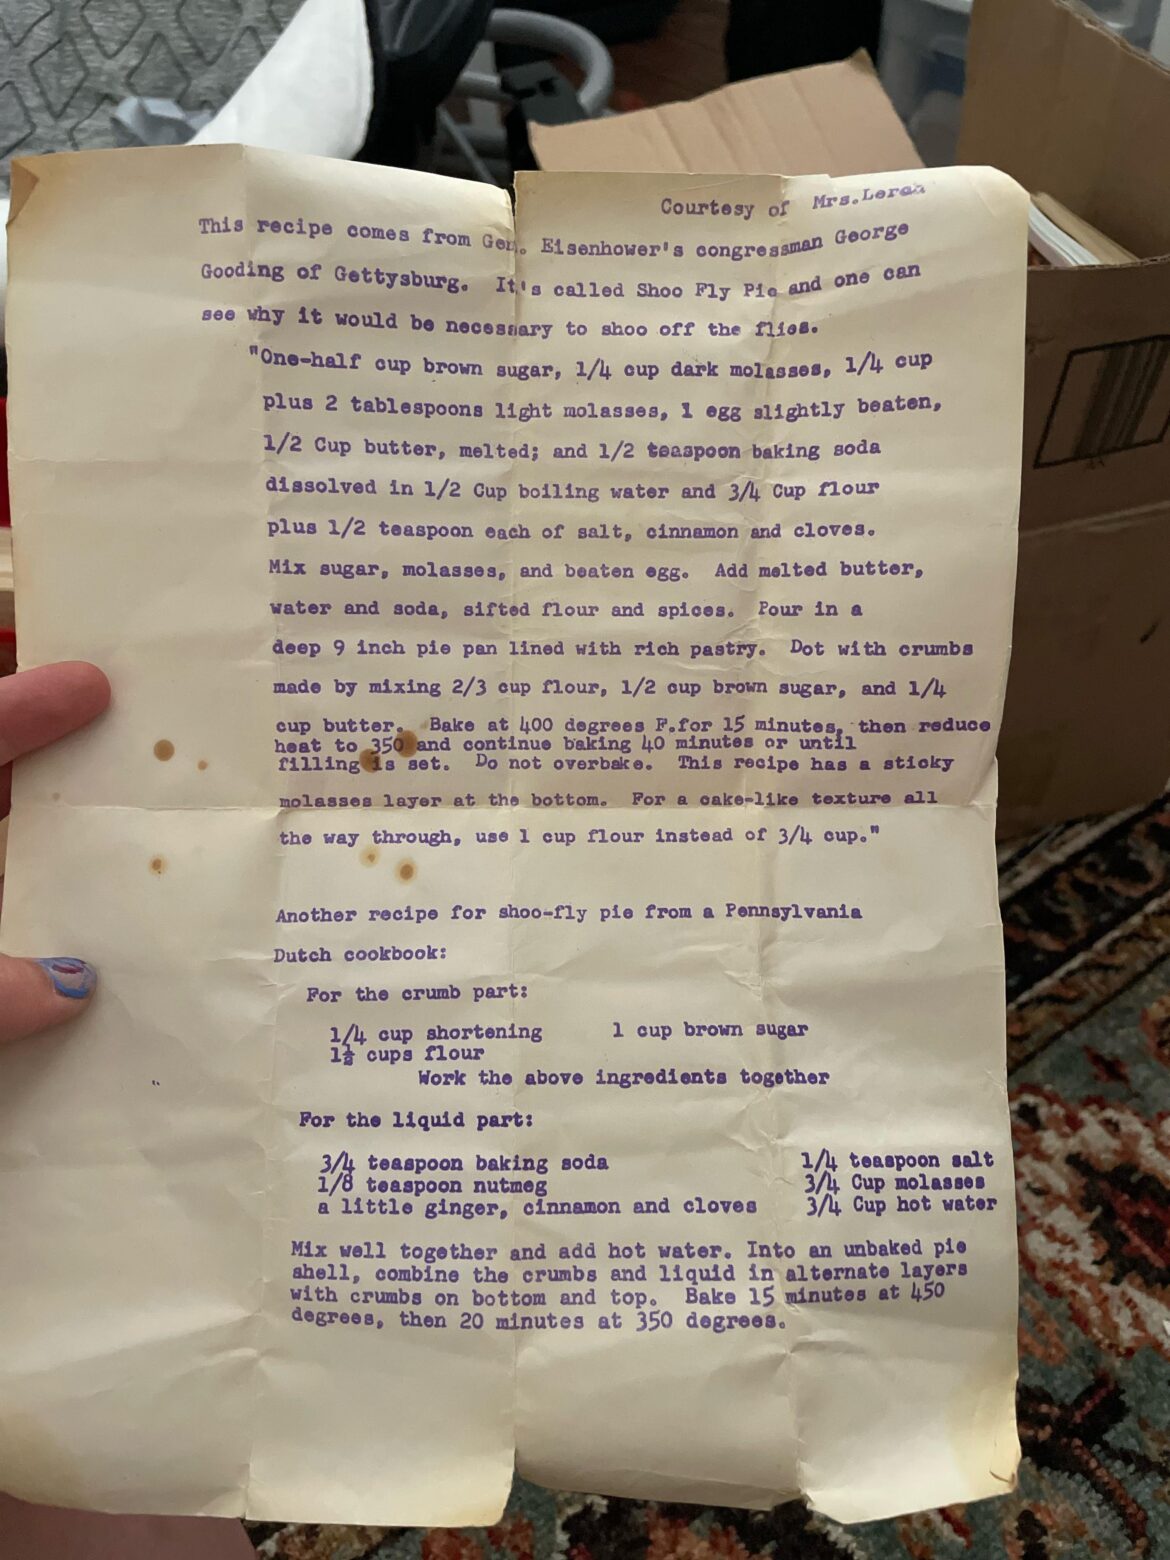 Courtesy of Mrs.
This recipe comes from Gen. Eisenhower's congressman George
Gooding of Gettysburg. It's called Shoo Fly Pie and one can
see why it would be necessary to shoo off the flies.
"One-half cup brown sugar, 1/4 cup dark molasses, 1/4 cup
plus 2 tablespoons light molasses, 1 egg slightly beaten,
1/2 Cup butter, melted; and 1/2 teaspoon baking soda
dissolved in 1/2 Cup boiling water and 3/4 Cup flour
plus 1/2 teaspoon each of salt, cinnamon and cloves.
Mix sugar, molasses, and beaten egg. Add melted butter,
water and soda, sifted flour and spices. Pour in a
deep 9 inch pie pan lined with rich pastry. Dot with crumbs
made by mixing 2/3 cup flour, 1/2 cup brown sugar, and 1/4
cup butter. Bake at 400 degrees F.for 15 minutes, then reduce
heat to 350 and continue baking 40 minutes or until
filling is set. Do not overbake. This recipe has a sticky
molasses layer at the bottom. For a cake-like texture all
the way through, use 1 cup flour instead of 3/4 cup."
Another recipe for shoo-fly pie from a Pennsylvania
Dutch cookbook:
For the crumb part:
1/4 cup shortening 1 cup brown sugar
1½ cups flour
Work the above ingredients together
For the liquid part:
3/4 teaspoon baking soda 1/4 teaspoon salt
1/8 teaspoon nutmeg 3/4 Cup molasses
a little ginger, cinnamon and cloves 3/4 Cup hot water
Mix well together and add hot water. Into an unbaked pie
shell, combine the crumbs and liquid in alternate layers
with crumbs on bottom and top. Bake 15 minutes at 450
degrees, then 20 minutes at 350 degrees.